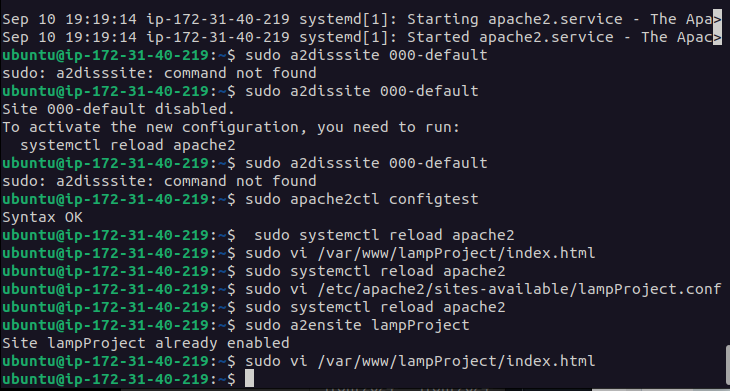 Sep 10 19:19:14 ip-172-31-40-219 systemd[1]: Starting apache2.service - The Apa>
Sep 10 19:19:14 ip-172-31-40-219 systemd[1]: Started apache2.service - The Apac>
ubuntu@ip-172-31-40-219:~$ sudo a2disssite 000-default
sudo: a2disssite: command not found
ubuntu@ip-172-31-40-219:~$ sudo a2dissite 000-default
Site 000-default disabled.
To activate the new configuration, you need to run:
  systemctl reload apache2
ubuntu@ip-172-31-40-219:~$ sudo a2disssite 000-default
sudo: a2disssite: command not found
ubuntu@ip-172-31-40-219:~$ sudo apache2ctl configtest
Syntax OK
ubuntu@ip-172-31-40-219:~$  sudo systemctl reload apache2
ubuntu@ip-172-31-40-219:~$ sudo vi /var/www/lampProject/index.html
ubuntu@ip-172-31-40-219:~$ sudo systemctl reload apache2
ubuntu@ip-172-31-40-219:~$ sudo vi /etc/apache2/sites-available/lampProject.conf
ubuntu@ip-172-31-40-219:~$ sudo systemctl reload apache2
ubuntu@ip-172-31-40-219:~$ sudo a2ensite lampProject
Site lampProject already enabled
ubuntu@ip-172-31-40-219:~$ sudo vi /var/www/lampProject/index.html
ubuntu@ip-172-31-40-219:~$